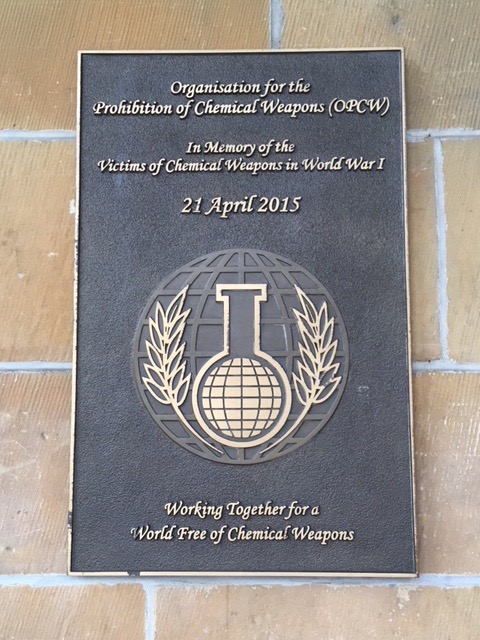 Organisation for the
Prohibition of Chemical Weapons (OPCW)
In Memory of the
Victims of Chemical Weapons in World War I
21 April 2015
Working Together for a
World Free of Chemical Weapons